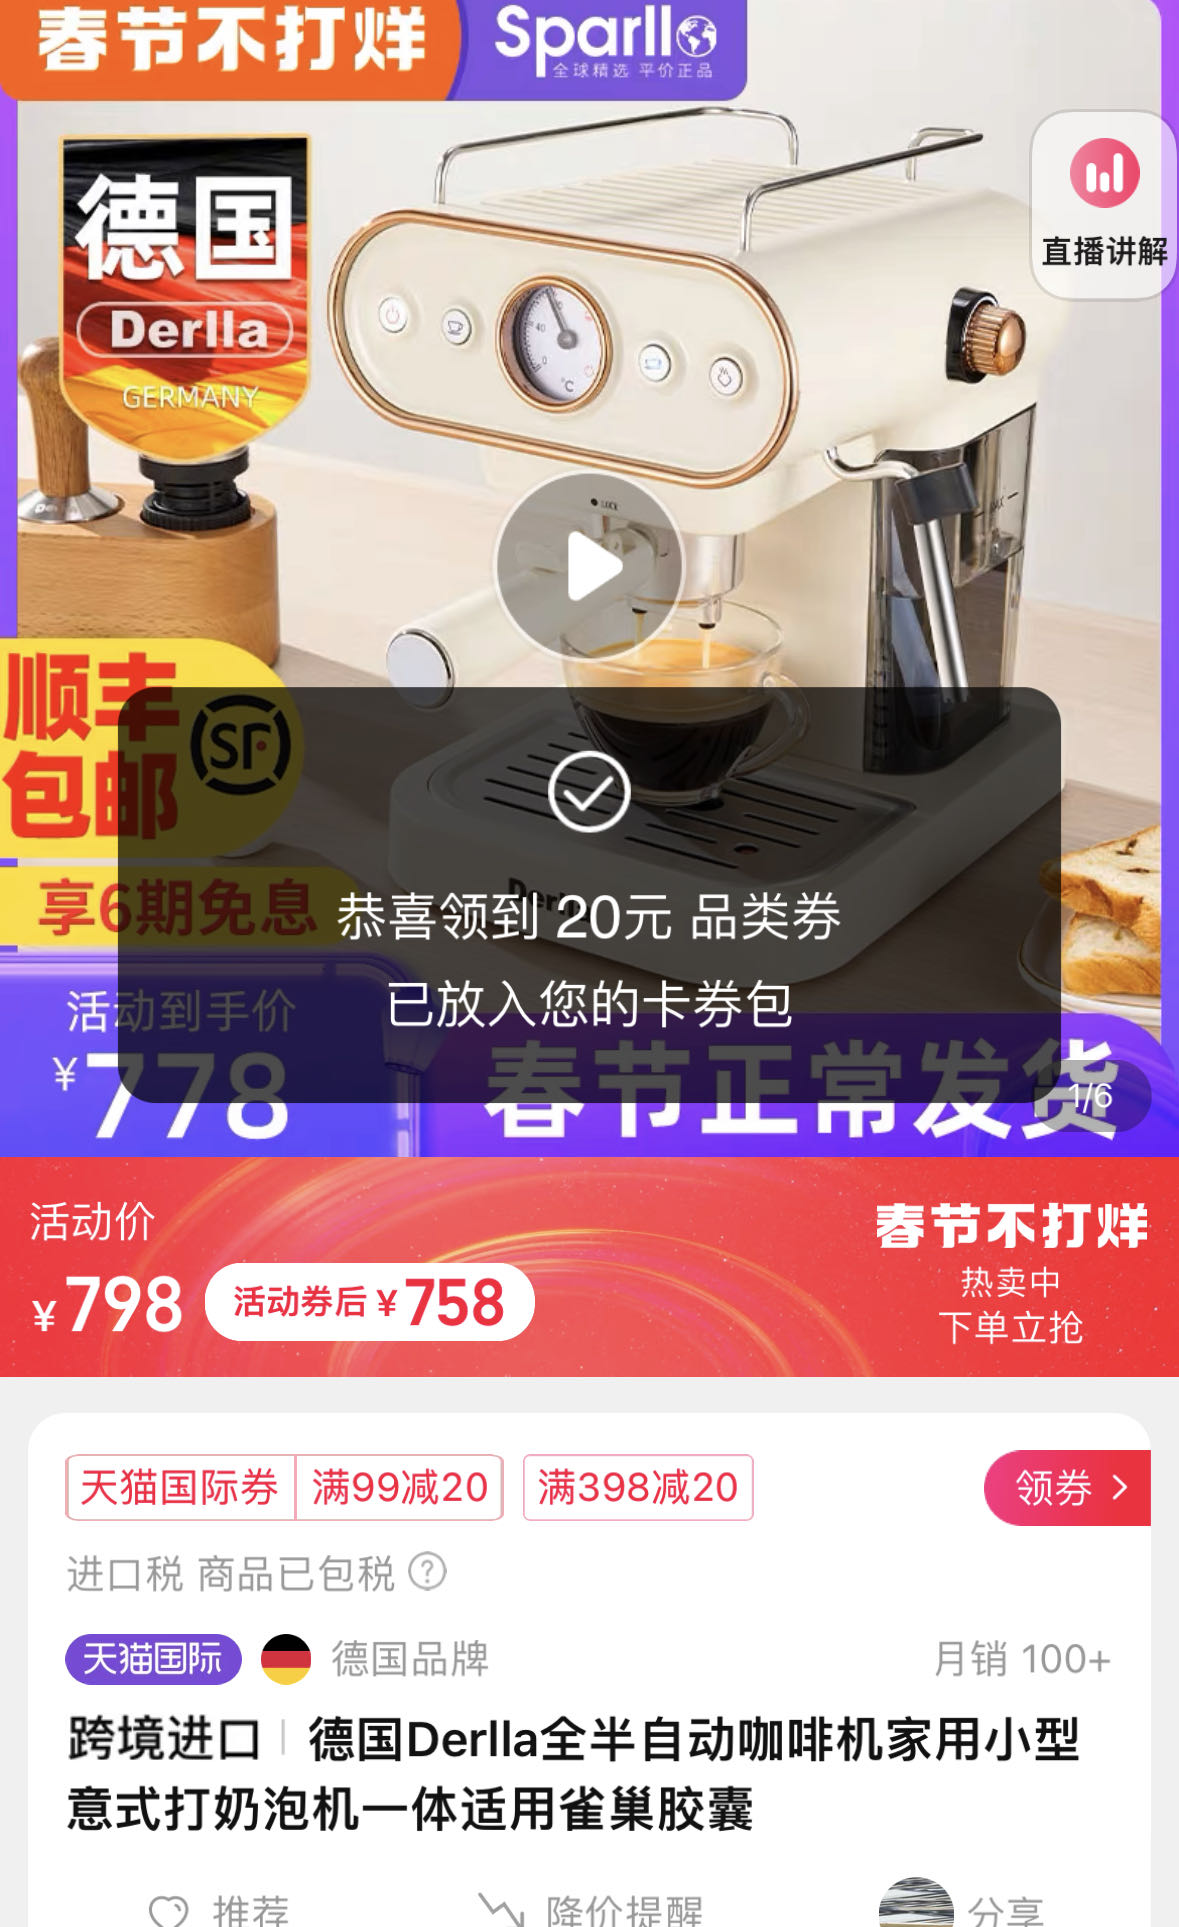 春节不打烊
Sparllo
全球精选 平价正品
德国
Derlla
GERMANY
直播讲解
40
0
°C
LOCK
MAX
顺丰
包邮
SF
享6期免息
恭喜领到 20元 品类券
已放入您的卡券包
活动到手价
¥778
春节正常发货
1/6
活动价
¥798
活动券后¥758
春节不打烊
热卖中
下单立抢
天猫国际券 满99减20 满398减20
领券
进口税 商品已包税
天猫国际 德国品牌
月销 100+
跨境进口 德国Derlla全半自动咖啡机家用小型
意式打奶泡机一体适用雀巢胶囊
推荐 降价提醒 分享